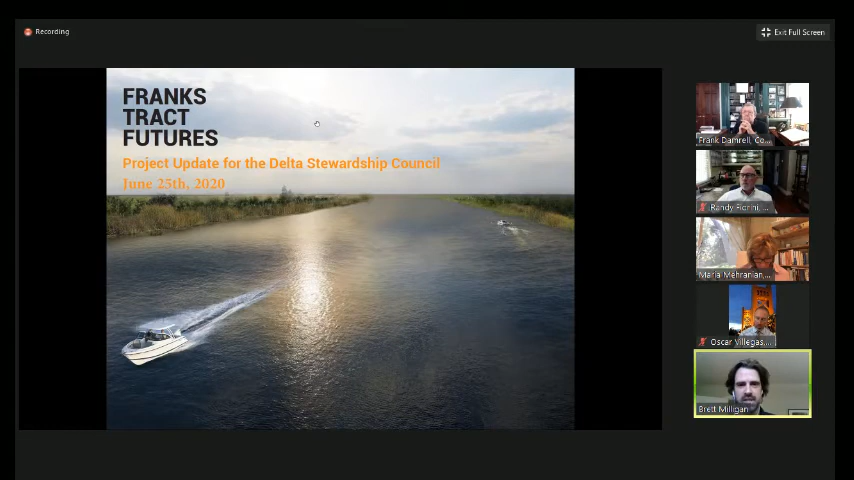 Recording
Exit Full Screen
FRANKS
TRACT
FUTURES
Project Update for the Delta Stewardship Council
June 25th, 2020
Frank Damrell, Co...
Randy Fiorini,...
Maria Mehranian,...
Oscar Villegas,...
Brett Milligan